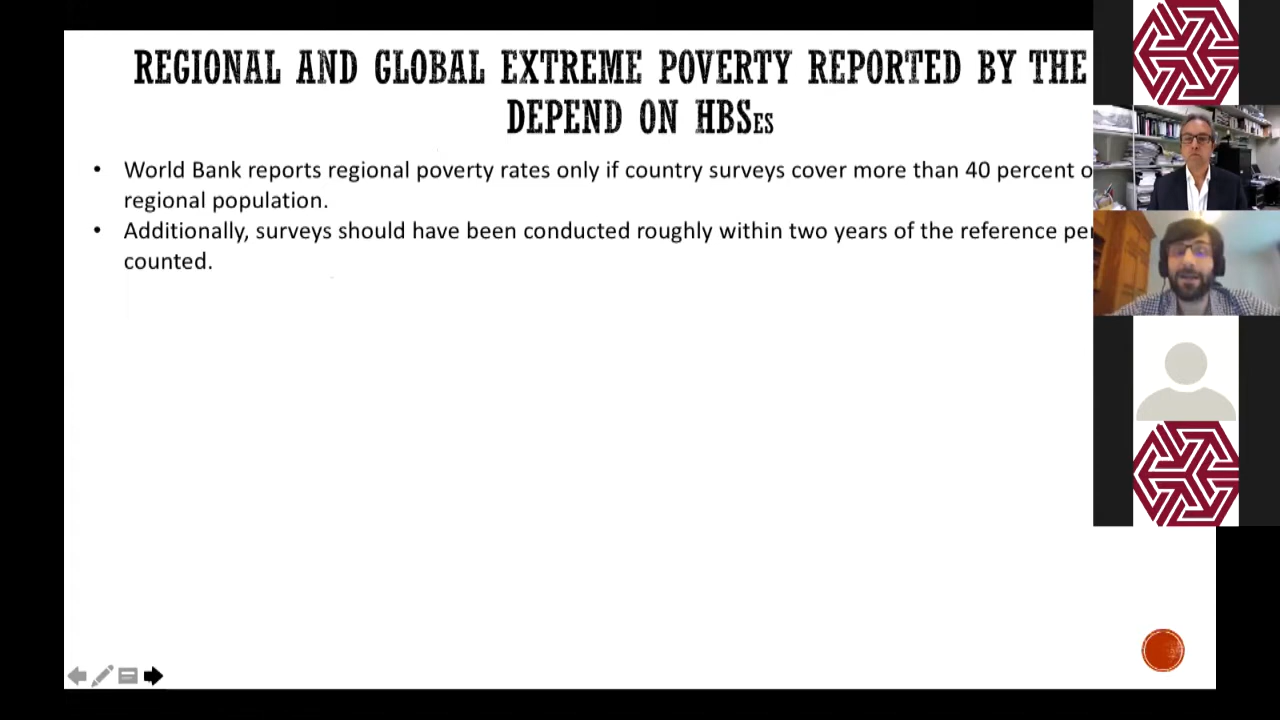 REGIONAL AND GLOBAL EXTREME POVERTY REPORTED BY THE
DEPEND ON HBSES
• World Bank reports regional poverty rates only if country surveys cover more than 40 percent
regional population.
• Additionally, surveys should have been conducted roughly within two years of the reference
counted.